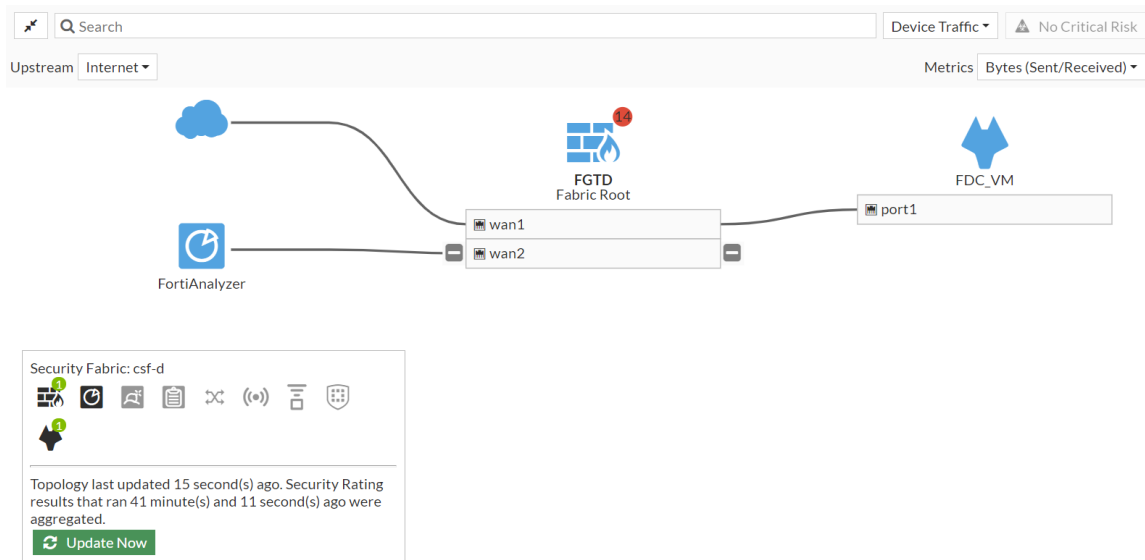 Search
Device Traffic
No Critical Risk
Upstream
Internet
Metrics
Bytes (Sent/Received)
14
FGTD
Fabric Root
FDC_VM
wan1
port1
wan2
FortiAnalyzer
Security Fabric: csf-d
1
1
Topology last updated 15 second(s) ago. Security Rating
results that ran 41 minute(s) and 11 second(s) ago were
aggregated.
Update Now